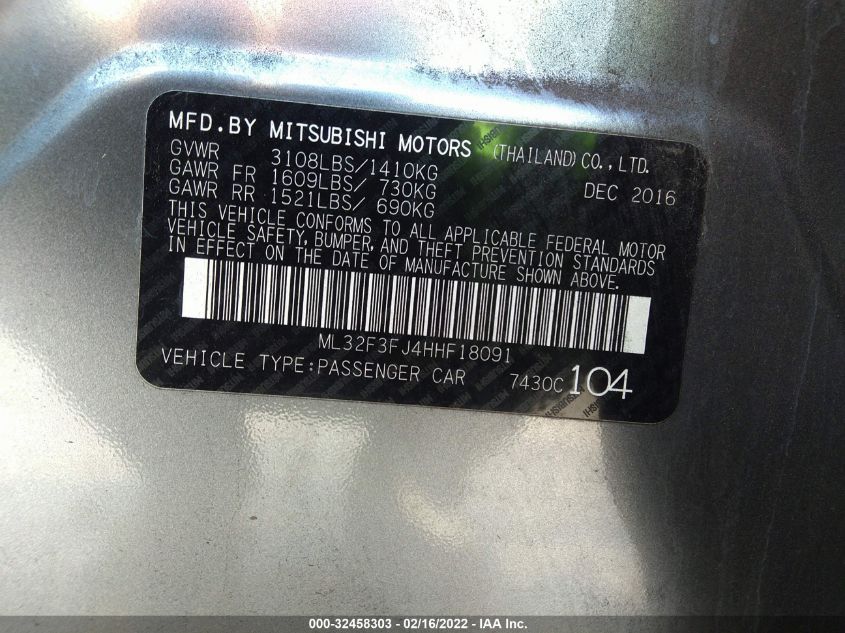 MFD.BY MITSUBISHI MOTORS (THAILAND)CO.,LTD.
GVWR 3108LBS/1410KG
GAWR FR 1609LBS/ 730KG DEC 2016
GAWR RR 1521LBS/ 690KG
THIS VEHICLE CONFORMS TO ALL APPLICABLE FEDERAL MOTOR
VEHICLE SAFETY, BUMPER, AND THEFT PREVENTION STANDARDS
IN EFFECT ON THE DATE OF MANUFACTURE SHOWN ABOVE.
ML32F3FJ4HHF18091
VEHICLE TYPE:PASSENGER CAR 7430C 104
000-32458303 - 02/16/2022 - IAA Inc.